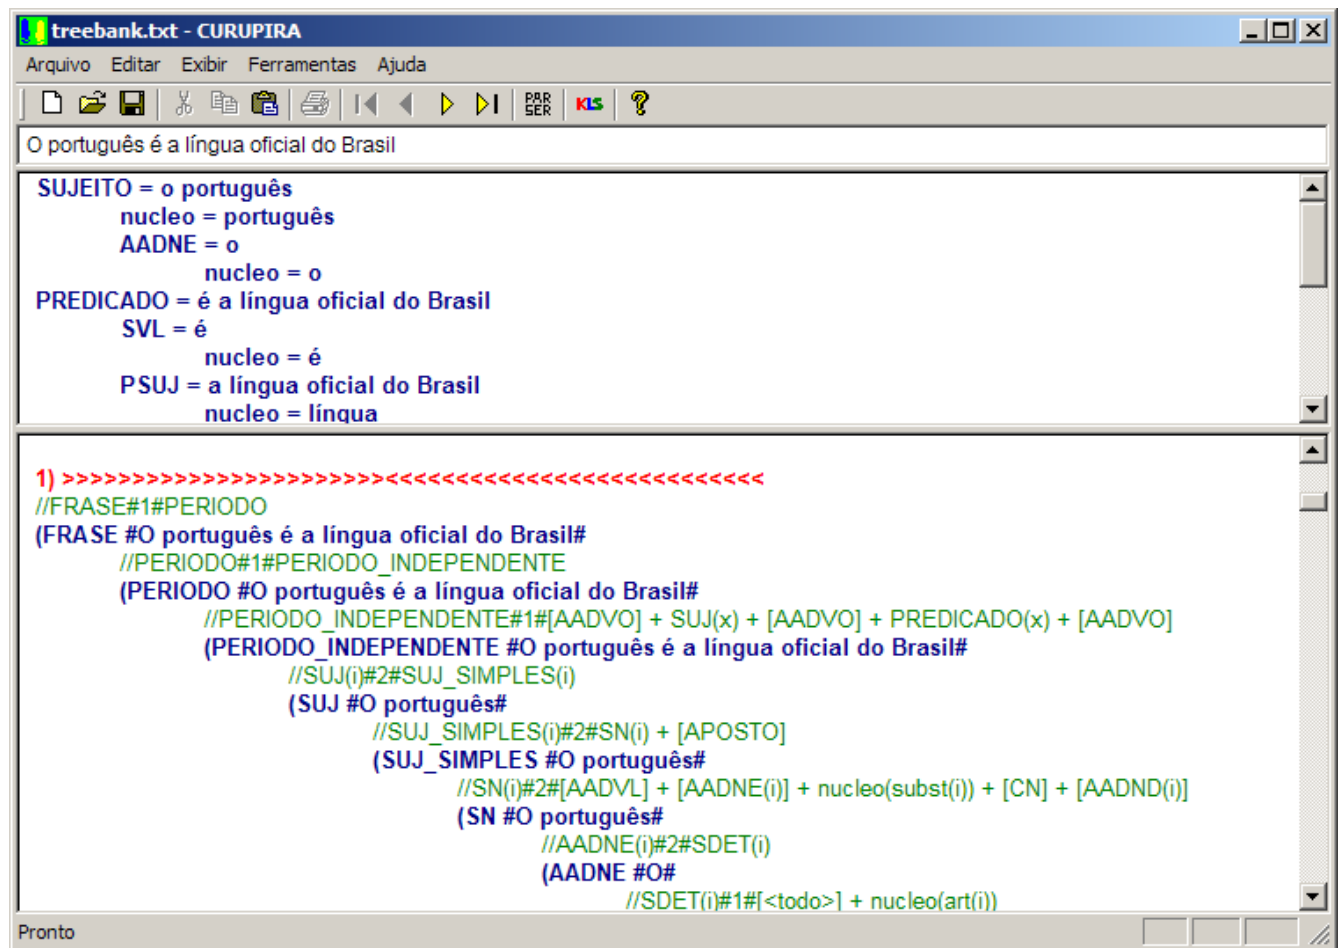 treebank.txt - CURUPIRA
Arquivo Editar Exibir Ferramentas Ajuda
PAR SER KLS ?
O português é a língua oficial do Brasil
SUJEITO = o português
nucleo = português
AADNE = o
nucleo = o
PREDICADO = é a língua oficial do Brasil
SVL = é
nucleo = é
PSUJ = a língua oficial do Brasil
nucleo = língua
1) >>>>>>>>>>>>>>>>>>>>>>><<<<<<<<<<<<<<<<<<<<<<<<<<<
//FRASE#1#PERIODO
(FRASE #O português é a língua oficial do Brasil#
//PERIODO#1#PERIODO_INDEPENDENTE
(PERIODO #O português é a língua oficial do Brasil#
//PERIODO_INDEPENDENTE#1#[AADVO] + SUJ(x) + [AADVO] + PREDICADO(x) + [AADVO]
(PERIODO_INDEPENDENTE #O português é a língua oficial do Brasil#
//SUJ(i)#2#SUJ_SIMPLES(i)
(SUJ #O português#
//SUJ_SIMPLES(i)#2#SN(i) + [APOSTO]
(SUJ_SIMPLES #O português#
//SN(i)#2#[AADVL] + [AADNE(i)] + nucleo(subst(i)) + [CN] + [AADND(i)]
(SN #O português#
//AADNE(i)#2#SDET(i)
(AADNE #O#
//SDET(i)#1#[<todo>] + nucleo(art(i))
Pronto